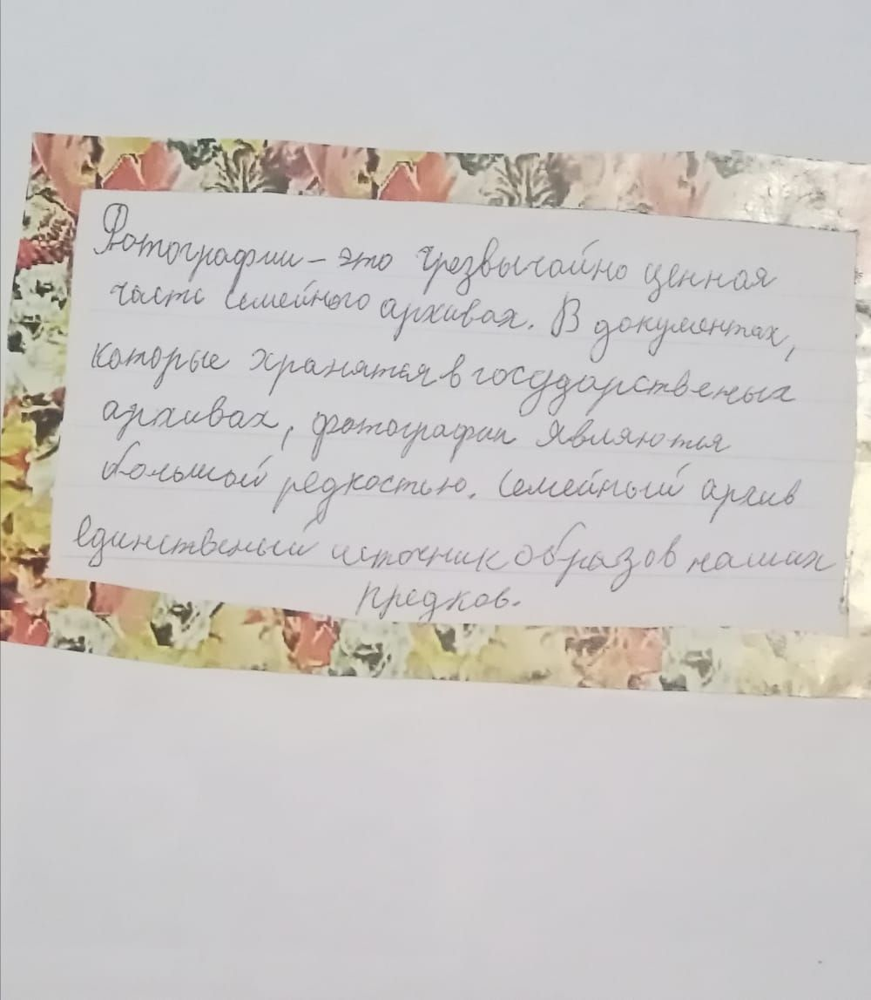 Фотографии – это чрезвычайно ценная
часть семейного архивах. В документах,
которые хранятся в государственых
архивах, фотографии являются
большой редкостью. Семейный архив
единственый источник образов наших
предков.